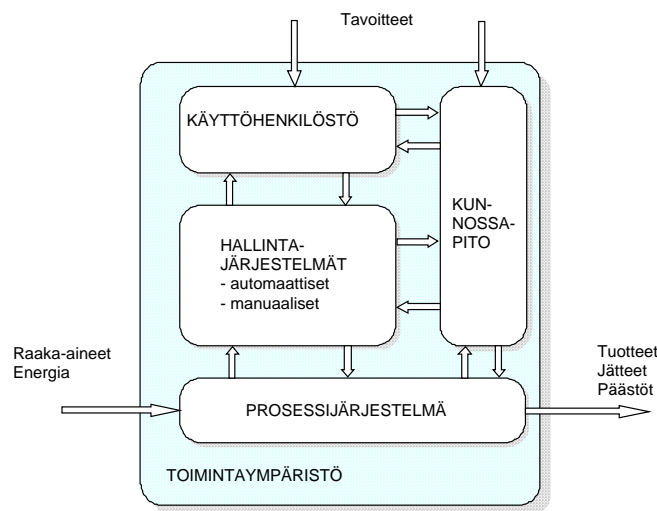 Tavoitteet
KÄYTTÖHENKILÖSTÖ
KUN-
NOSSA-
PITO
HALLINTA-
JÄRJESTELMÄT
- automaattiset
- manuaaliset
Raaka-aineet
Energia
Tuotteet
Jätteet
Päästöt
PROSESSIJÄRJESTELMÄ
TOIMINTAYMPÄRISTÖ